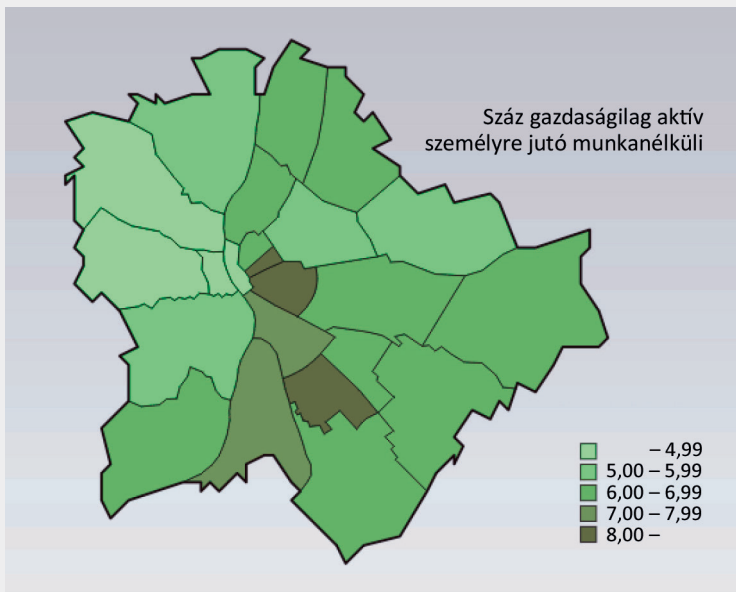 Száz gazdaságilag aktív
személyre jutó munkanélküli
– 4,99
5,00 – 5,99
6,00 – 6,99
7,00 – 7,99
8,00 –